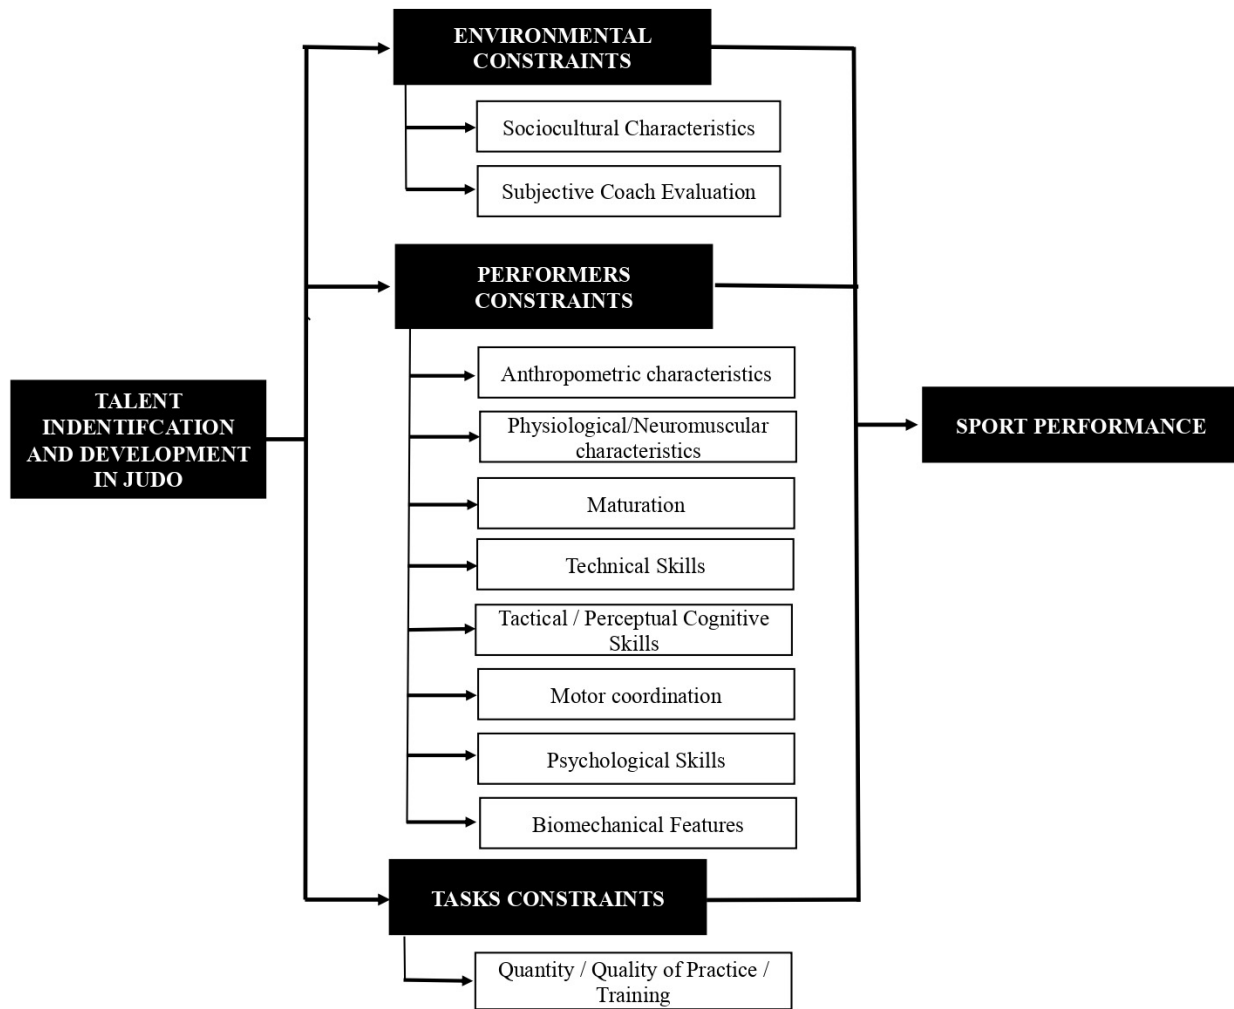 ENVIRONMENTAL
CONSTRAINTS
Sociocultural Characteristics
Subjective Coach Evaluation
PERFORMERS
CONSTRAINTS
Anthropometric characteristics
Physiological/Neuromuscular
characteristics
Maturation
Technical Skills
Tactical / Perceptual Cognitive
Skills
Motor coordination
Psychological Skills
Biomechanical Features
TALENT
INDENTIFCATION
AND DEVELOPMENT
IN JUDO
SPORT PERFORMANCE
TASKS CONSTRAINTS
Quantity / Quality of Practice /
Training